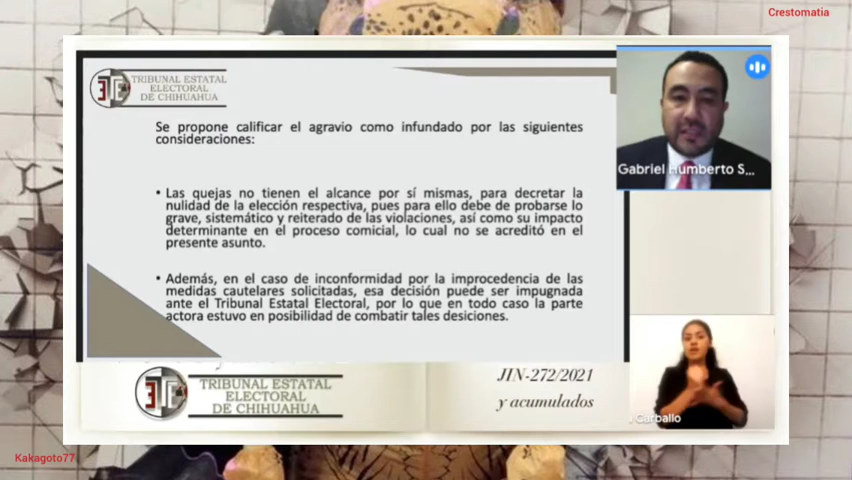 Crestomatia
TRIBUNAL ESTATAL
ELECTORAL
DE CHIHUAHUA
Se propone calificar el agravio como infundado por las siguientes
consideraciones:
• Las quejas no tienen el alcance por sí mismas, para decretar la
nulidad de la elección respectiva, pues para ello debe de probarse lo
grave, sistemático y reiterado de las violaciones, así como su impacto
determinante en el proceso comicial, lo cual no se acreditó en el
presente asunto.
• Además, en el caso de inconformidad por la improcedencia de las
medidas cautelares solicitadas, esa decisión puede ser impugnada
ante el Tribunal Estatal Electoral, por lo que en todo caso la parte
actora estuvo en posibilidad de combatir tales desiciones.
Gabriel Humberto S...
TRIBUNAL ESTATAL
ELECTORAL
DE CHIHUAHUA
JIN-272/2021
y acumulados
Carballo
Kakagoto77